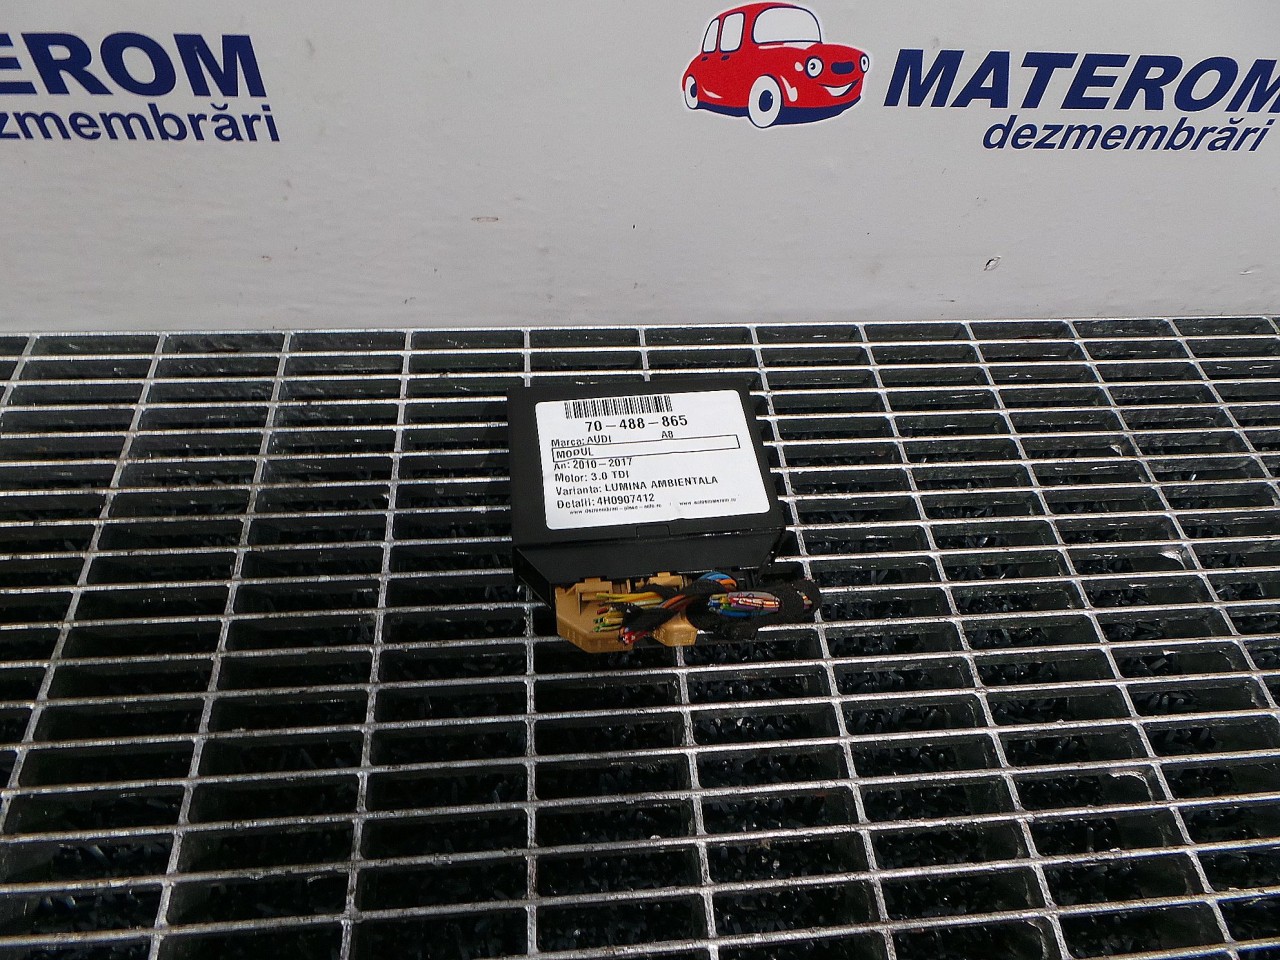 EROM
zmembrări
MATEROM
dezmembrări
70-488-865
Marca: AUDI A8
MODUL
An: 2010-2017
Motor: 3.0 TDI
Varianta: LUMINA AMBIENTALA
Detalii: 4H0907412